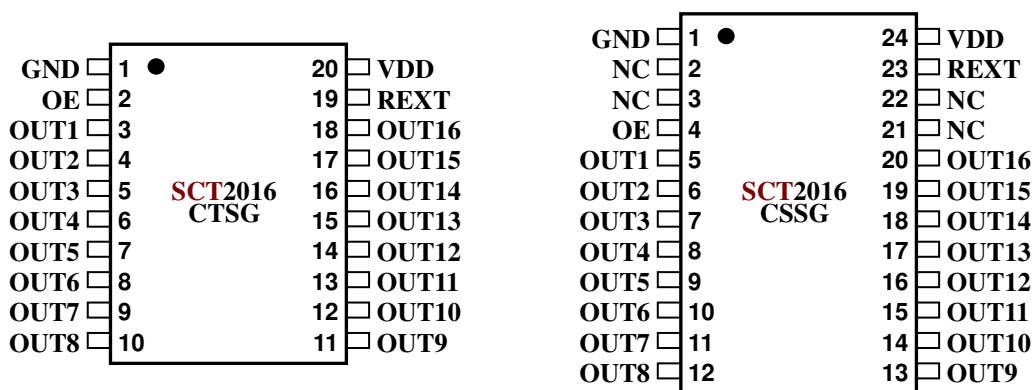 GND 1 20 VDD
OE 2 19 REXT
OUT1 3 18 OUT16
OUT2 4 17 OUT15
OUT3 5 16 OUT14
OUT4 6 15 OUT13
OUT5 7 14 OUT12
OUT6 8 13 OUT11
OUT7 9 12 OUT10
OUT8 10 11 OUT9
SCT2016
CTSG
GND 1 24 VDD
NC 2 23 REXT
NC 3 22 NC
OE 4 21 NC
OUT1 5 20 OUT16
OUT2 6 19 OUT15
OUT3 7 18 OUT14
OUT4 8 17 OUT13
OUT5 9 16 OUT12
OUT6 10 15 OUT11
OUT7 11 14 OUT10
OUT8 12 13 OUT9
SCT2016
CSSG